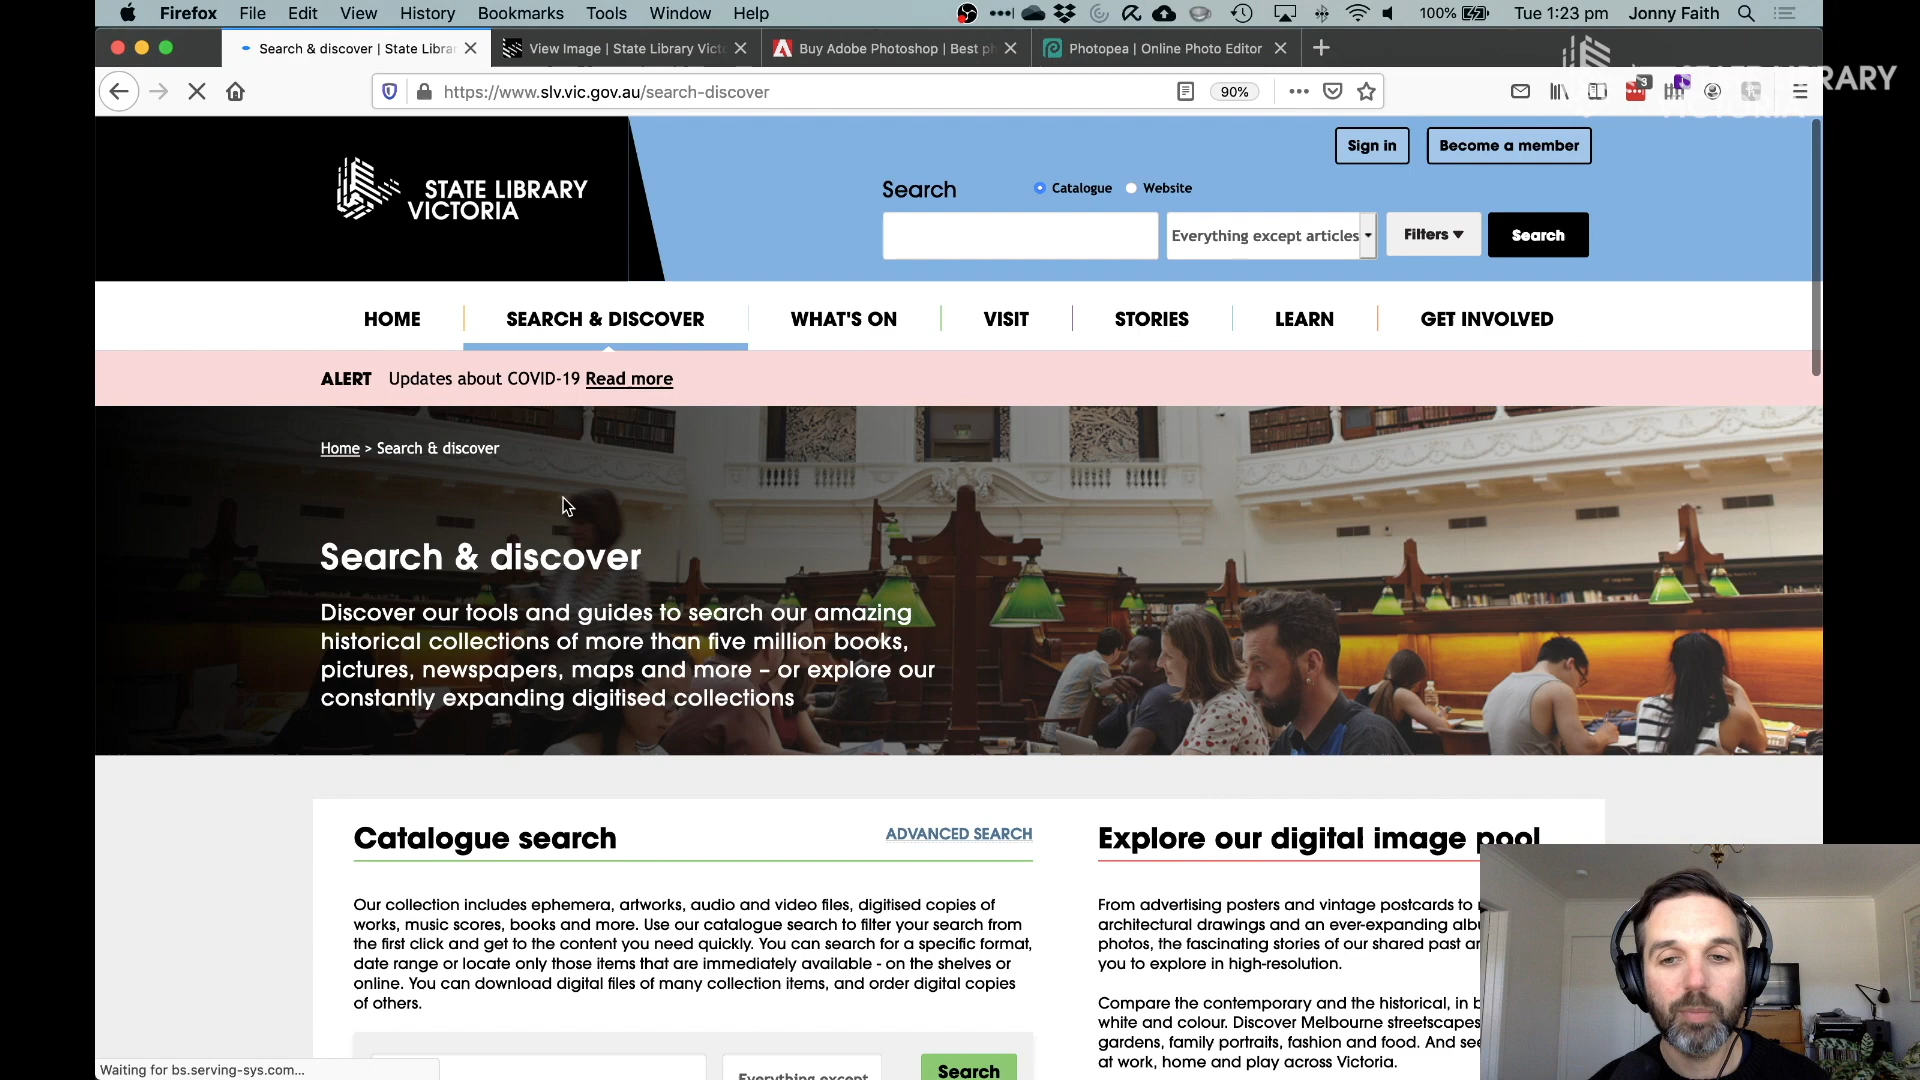 Firefox File Edit View History Bookmarks Tools Window Help 100% Tue 1:23 pm Jonny Faith
Search & discover | State Librar
View Image | State Library Victo
Buy Adobe Photoshop | Best ph
Photopea | Online Photo Editor
https://www.slv.vic.gov.au/search-discover
90%
3
STATE LIBRARY
VICTORIA
Sign in
Become a member
STATE LIBRARY
VICTORIA
Search
Catalogue
Website
Everything except articles
Filters
Search
HOME
SEARCH & DISCOVER
WHAT'S ON
VISIT
STORIES
LEARN
GET INVOLVED
ALERT Updates about COVID-19 Read more
Home > Search & discover
Search & discover
Discover our tools and guides to search our amazing
historical collections of more than five million books,
pictures, newspapers, maps and more – or explore our
constantly expanding digitised collections
Catalogue search
ADVANCED SEARCH
Our collection includes ephemera, artworks, audio and video files, digitised copies of
works, music scores, books and more. Use our catalogue search to filter your search from
the first click and get to the content you need quickly. You can search for a specific format,
date range or locate only those items that are immediately available - on the shelves or
online. You can download digital files of many collection items, and order digital copies
of others.
Everything except
Search
Explore our digital image pool
From advertising posters and vintage postcards to
architectural drawings and an ever-expanding alb
photos, the fascinating stories of our shared past ar
you to explore in high-resolution.
Compare the contemporary and the historical, in b
white and colour. Discover Melbourne streetscapes
gardens, family portraits, fashion and food. And see
at work, home and play across Victoria.
Waiting for bs.serving-sys.com...